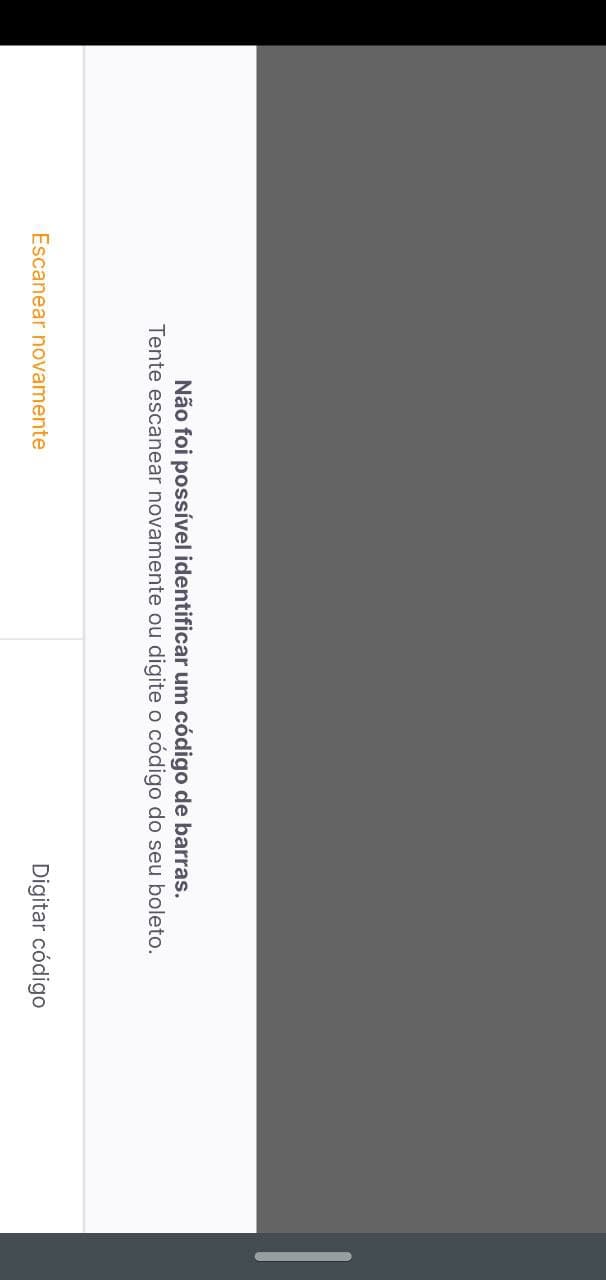 Não foi possível identificar um código de barras.
Tente escanear novamente ou digite o código do seu boleto.
Escanear novamente
Digitar código